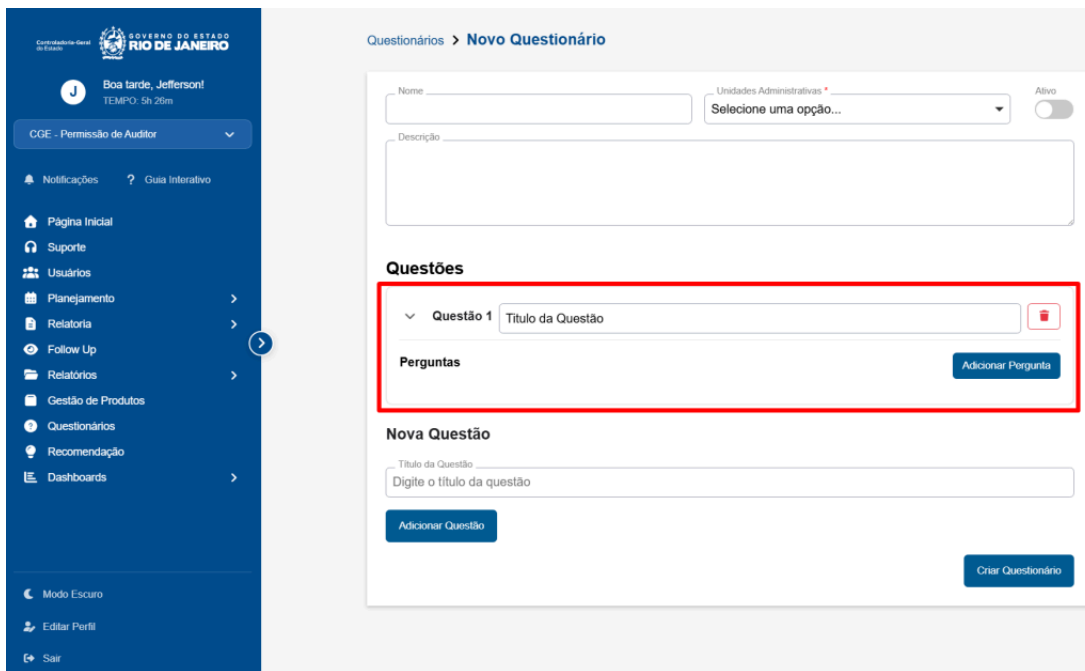 Controladoria-Geral
do Estado
GOVERNO DO ESTADO
RIO DE JANEIRO
J
Boa tarde, Jefferson!
TEMPO: 5h 26m
CGE - Permissão de Auditor
Notificações
? Guia Interativo
Página Inicial
Suporte
Usuários
Planejamento
Relatoria
Follow Up
Relatórios
Gestão de Produtos
Questionários
Recomendação
Dashboards
Modo Escuro
Editar Perfil
Sair
Questionários > Novo Questionário
Nome
Unidades Administrativas *
Selecione uma opção...
Ativo
Descrição
Questões
Questão 1
Titulo da Questão
Perguntas
Adicionar Pergunta
Nova Questão
Título da Questão
Digite o título da questão
Adicionar Questão
Criar Questionário